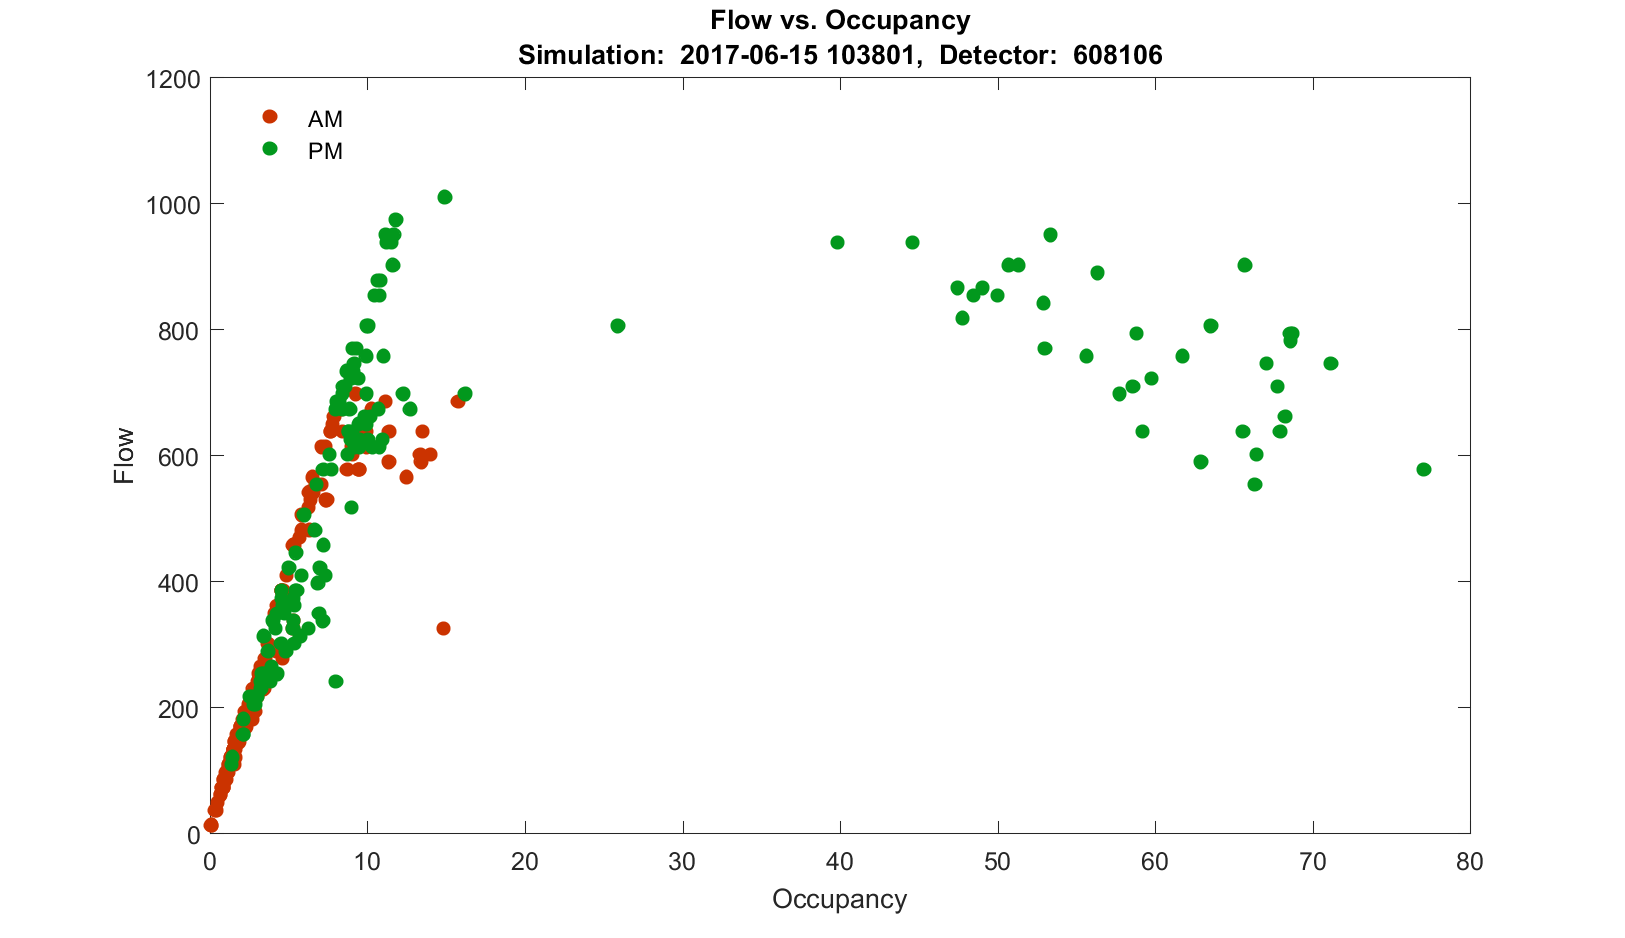 Flow vs. Occupancy
Simulation:  2017-06-15 103801,  Detector:  608106
1200
AM
PM
1000
800
Flow
600
400
200
0
0 10 20 30 40 50 60 70 80
Occupancy